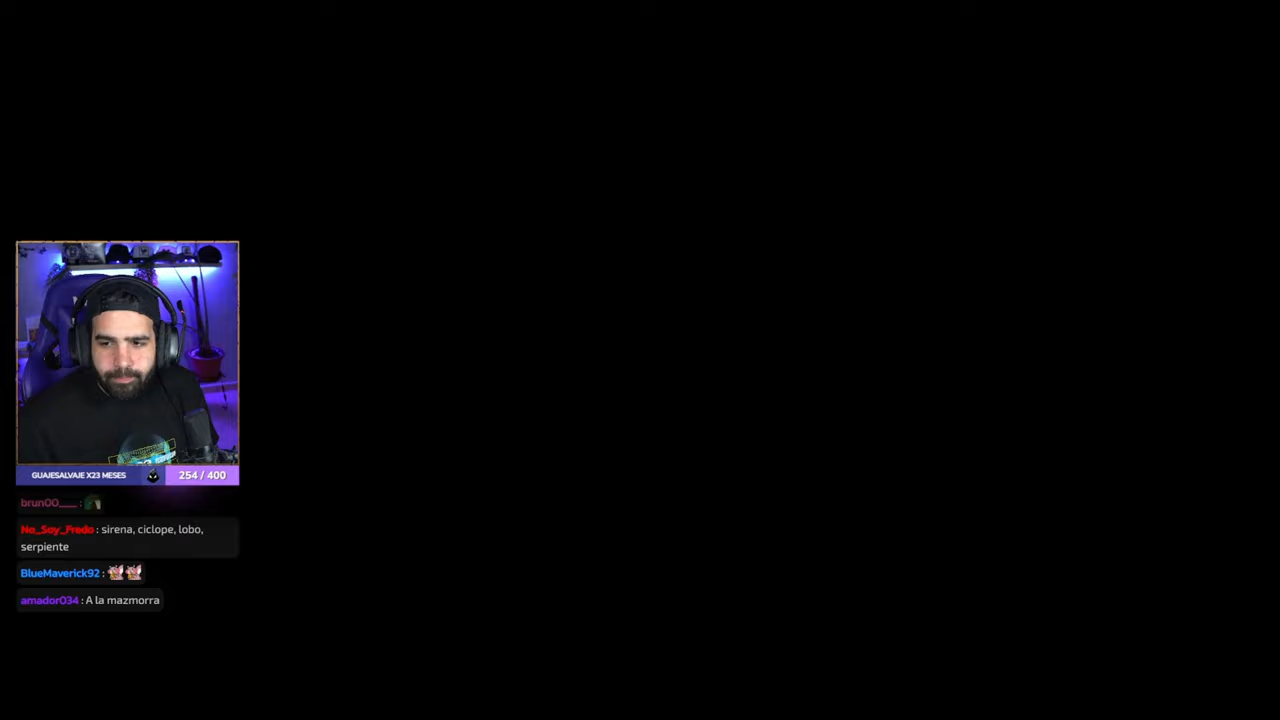 GUAJESALVAJE X23 MESES
254 / 400
brun00___ :
No_Soy_Fredo : sirena, ciclope, lobo,
serpiente
BlueMaverick92 :
amador034 : A la mazmorra